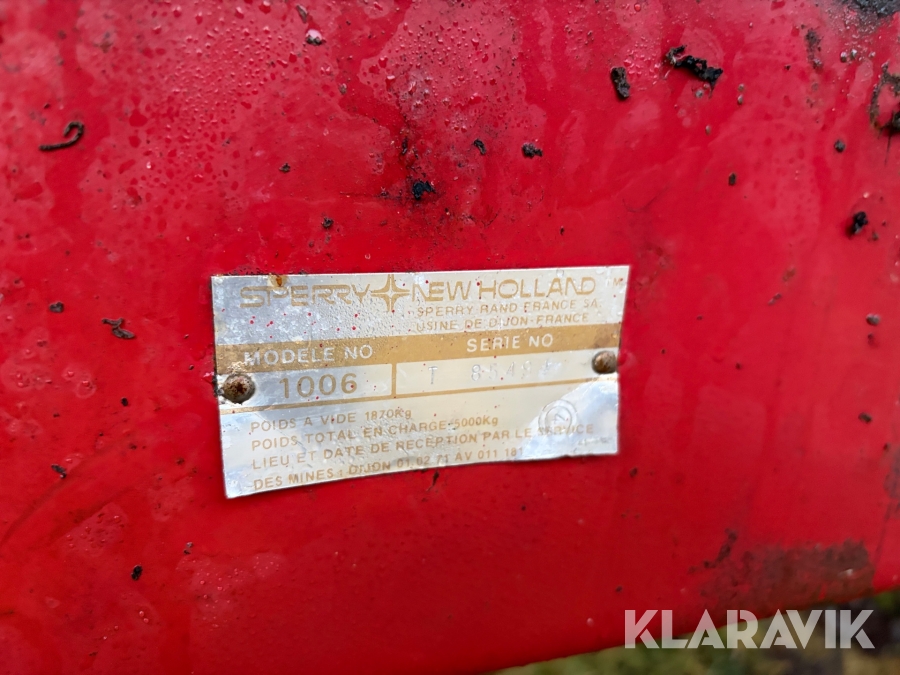 SPERRY NEW HOLLAND
SPERRY RAND FRANCE SA
USINE DE DIJON-FRANCE
MODELE NO SERIE NO
1006 T
POIDS A VIDE 1870Kg
POIDS TOTAL EN CHARGE 5000Kg
LIEU ET DATE DE RECEPTION PAR LE SERVICE
DES MINES : DIJON 01.02.71 AV 011 181
KLARAVIK